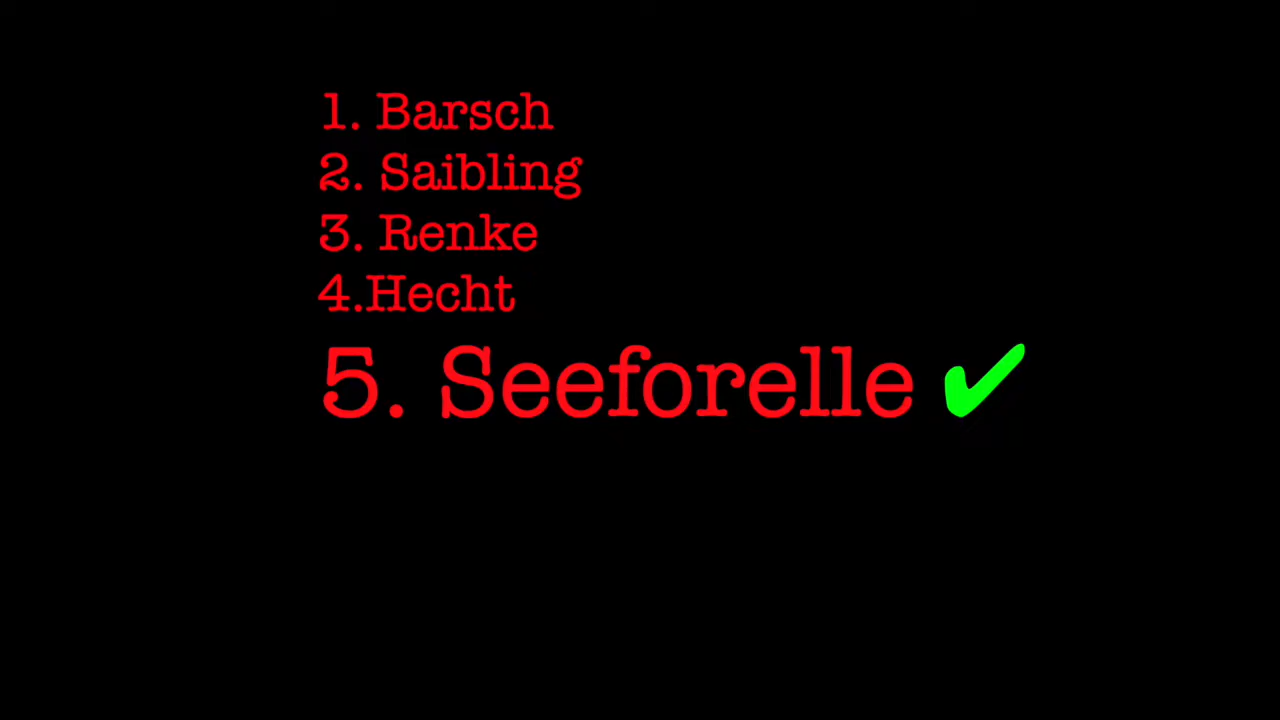 1. Barsch
2. Saibling
3. Renke
4.Hecht
5. Seeforelle ✔